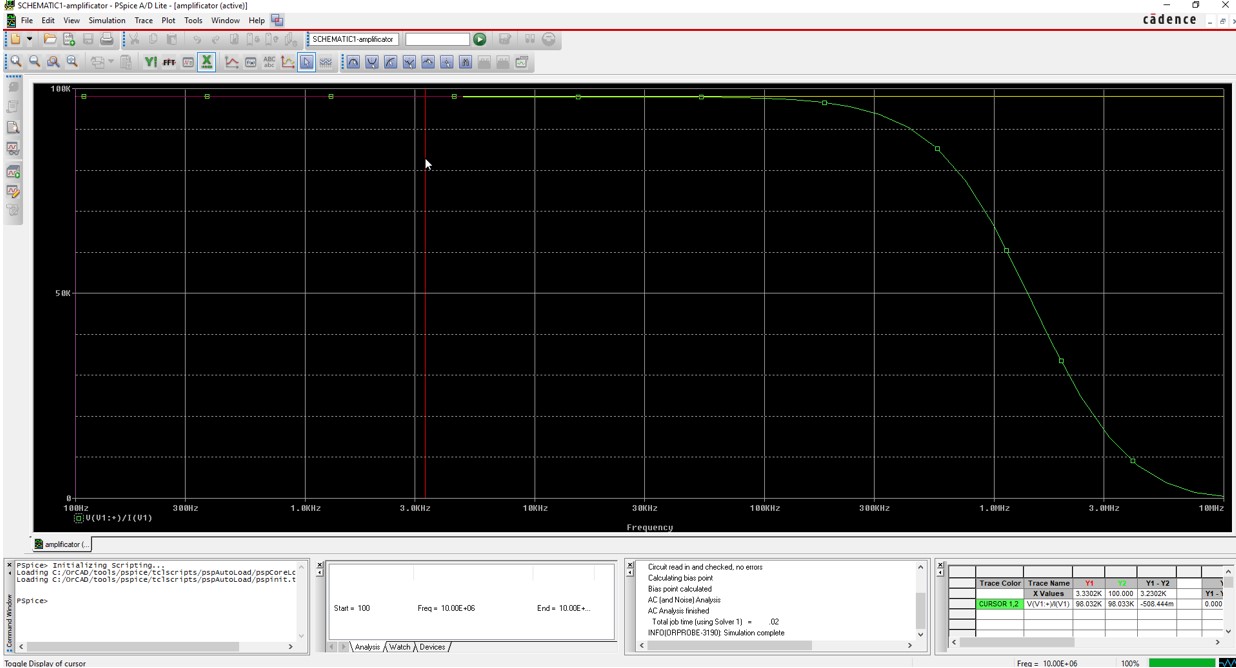 SCHEMATIC1-amplificator - PSpice A/D Lite - [amplificator (active)]
File Edit View Simulation Trace Plot Tools Window Help
cādence
SCHEMATIC1-amplificator
FFT
ABC
abc
100K
50K
0
100Hz 300Hz 1.0KHz 3.0KHz 10KHz 30KHz 100KHz 300KHz 1.0MHz 3.0MHz 10MHz
V(V1:+)/I(V1)
Frequency
amplificator (...
Command Window
PSpice> Initializing Scripting...
Loading C:/OrCAD/tools/pspice/tclscripts/pspAutoLoad/pspCoreLo
Loading C:/OrCAD/tools/pspice/tclscripts/pspAutoLoad/pspinit.t
PSpice>
Start = 100 Freq = 10.00E+06 End = 10.00E+...
Analysis Watch Devices
Circuit read in and checked, no errors
Calculating bias point
Bias point calculated
AC (and Noise) Analysis
AC Analysis finished
Total job time (using Solver 1) = .02
INFO(ORPROBE-3190): Simulation complete
Trace Color Trace Name Y1 Y2 Y1 - Y2
X Values 3.3302K 100.000 3.2302K Y1 - Y
CURSOR 1,2 V(V1:+)/I(V1) 98.032K 98.033K -508.444m 0.000
Toggle Display of cursor
Freq = 10.00E+06 100%